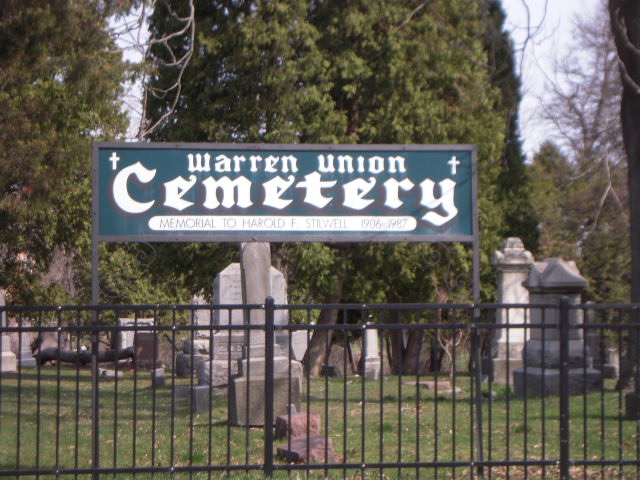 Warren Union
Cemetery
MEMORIAL TO HAROLD F. STILWELL 1906-1987